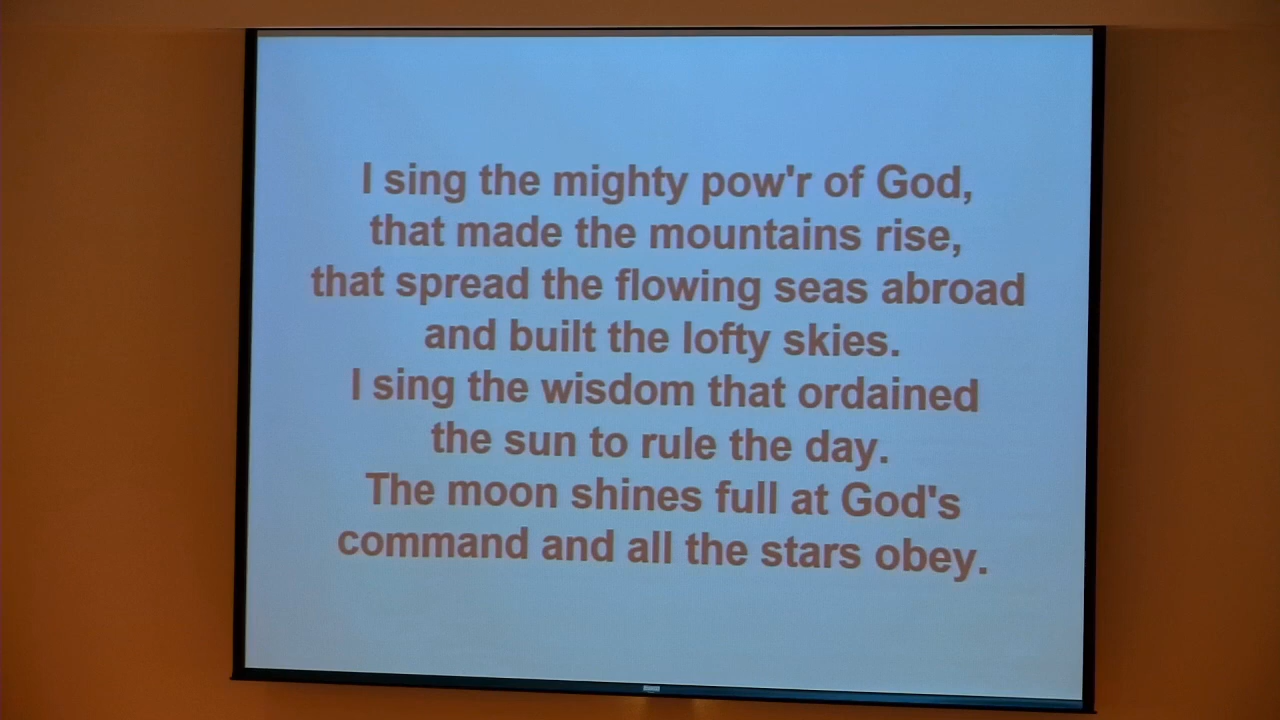 I sing the mighty pow'r of God,
that made the mountains rise,
that spread the flowing seas abroad
and built the lofty skies.
I sing the wisdom that ordained
the sun to rule the day.
The moon shines full at God's
command and all the stars obey.